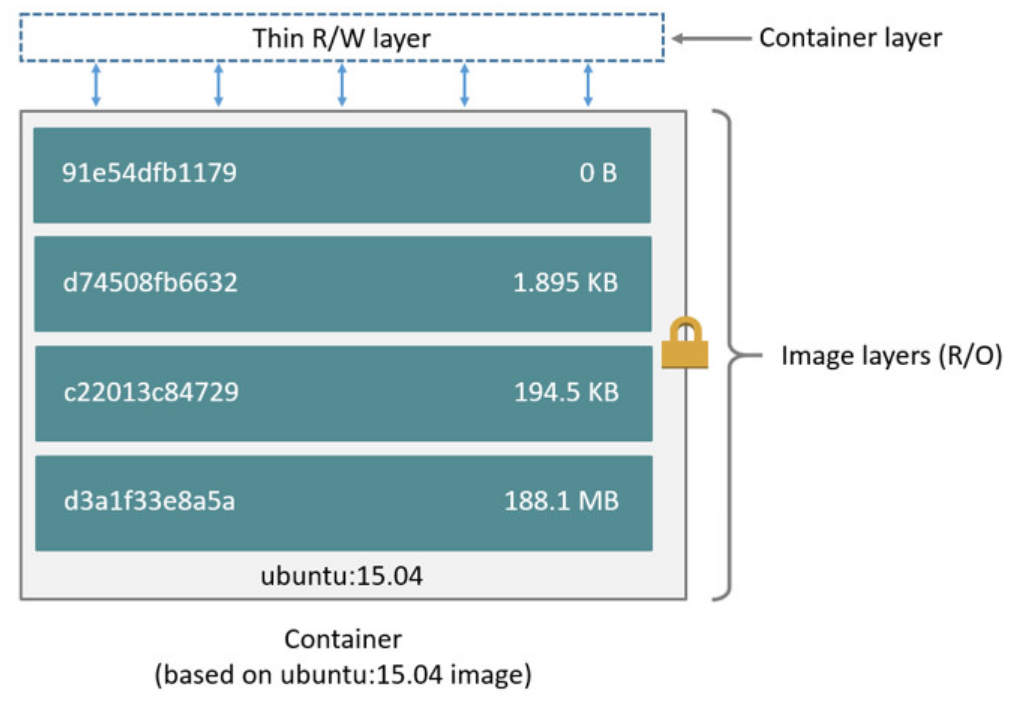 Thin R/W layer
Container layer
91e54dfb1179 0 B
d74508fb6632 1.895 KB
c22013c84729 194.5 KB
d3a1f33e8a5a 188.1 MB
Image layers (R/O)
ubuntu:15.04
Container
(based on ubuntu:15.04 image)